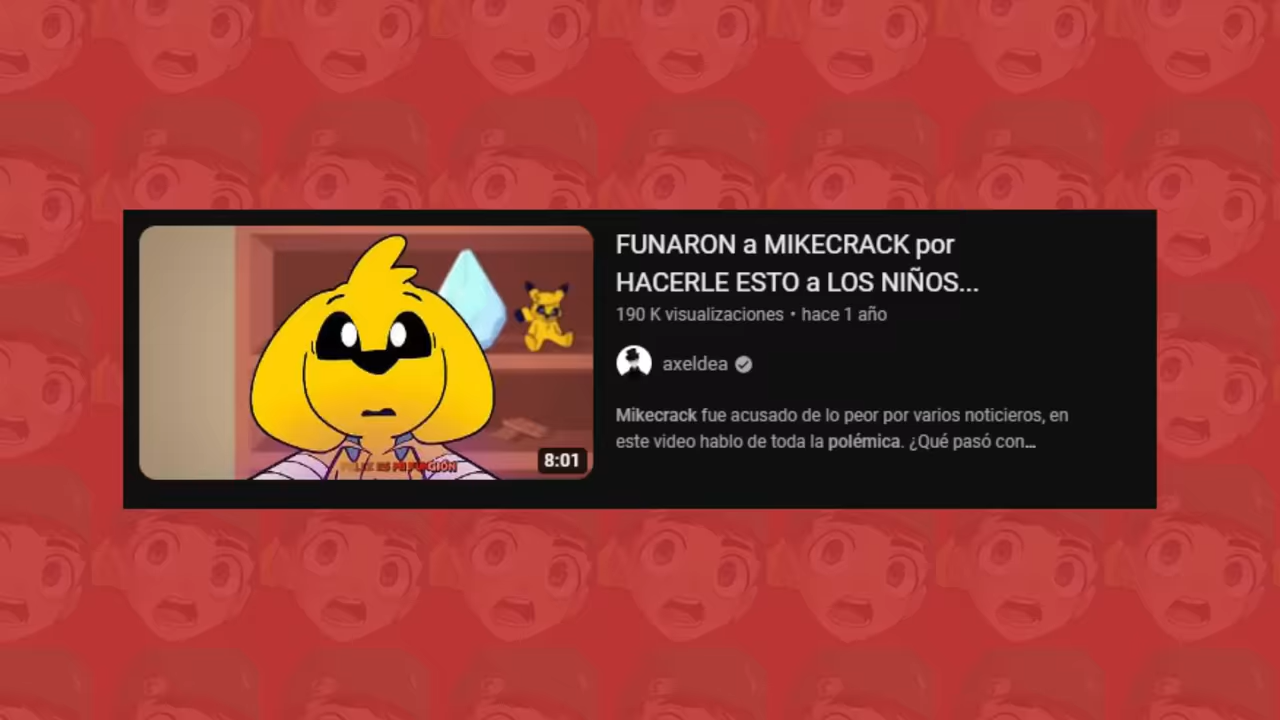 FUNARON a MIKECRACK por
HACERLE ESTO a LOS NIÑOS...
190 K visualizaciones • hace 1 año
axeldea
Mikecrack fue acusado de lo peor por varios noticieros, en
este video hablo de toda la polémica. ¿Qué pasó con...
8:01